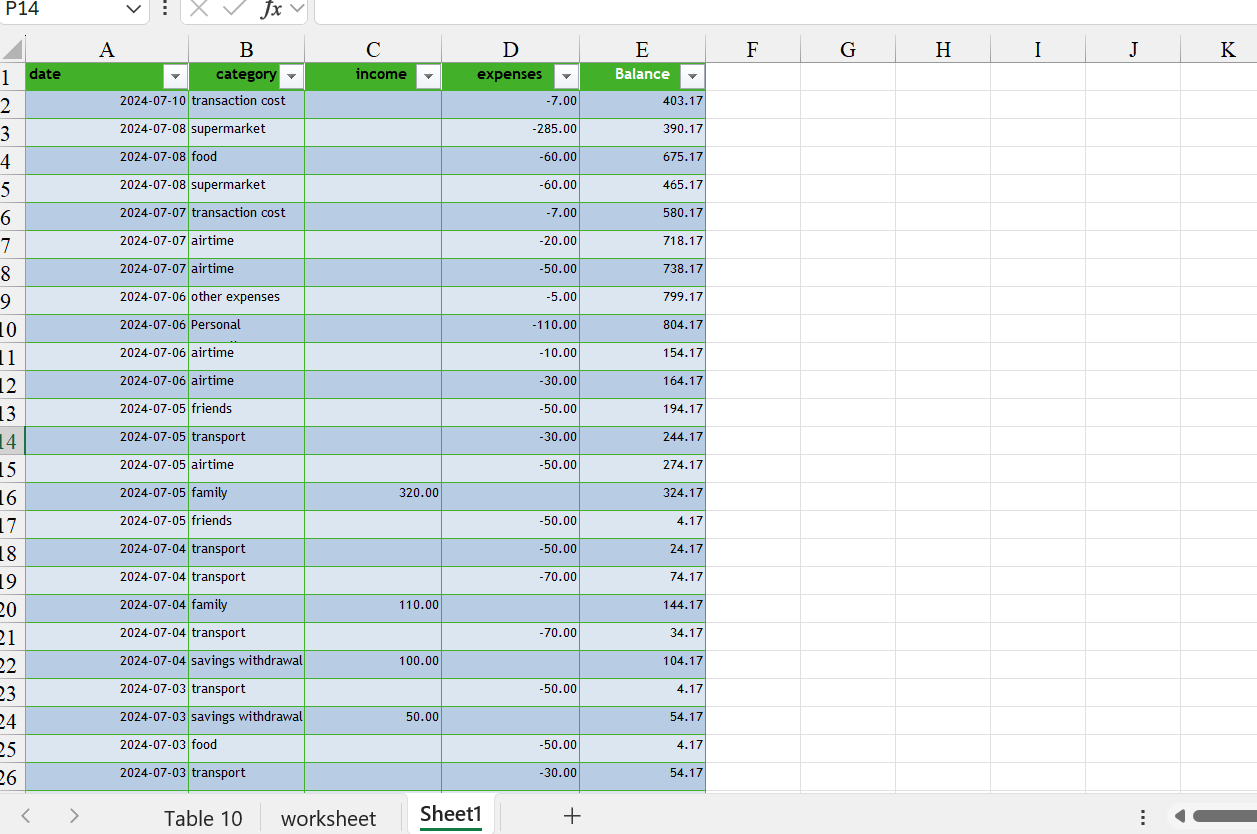 P14 fx
A B C D E F G H I J K
1 date category income expenses Balance
2 2024-07-10 transaction cost -7.00 403.17
3 2024-07-08 supermarket -285.00 390.17
4 2024-07-08 food -60.00 675.17
5 2024-07-08 supermarket -60.00 465.17
6 2024-07-07 transaction cost -7.00 580.17
7 2024-07-07 airtime -20.00 718.17
8 2024-07-07 airtime -50.00 738.17
9 2024-07-06 other expenses -5.00 799.17
10 2024-07-06 Personal -110.00 804.17
11 2024-07-06 airtime -10.00 154.17
12 2024-07-06 airtime -30.00 164.17
13 2024-07-05 friends -50.00 194.17
14 2024-07-05 transport -30.00 244.17
15 2024-07-05 airtime -50.00 274.17
16 2024-07-05 family 320.00 324.17
17 2024-07-05 friends -50.00 4.17
18 2024-07-04 transport -50.00 24.17
19 2024-07-04 transport -70.00 74.17
20 2024-07-04 family 110.00 144.17
21 2024-07-04 transport -70.00 34.17
22 2024-07-04 savings withdrawal 100.00 104.17
23 2024-07-03 transport -50.00 4.17
24 2024-07-03 savings withdrawal 50.00 54.17
25 2024-07-03 food -50.00 4.17
26 2024-07-03 transport -30.00 54.17
Table 10 worksheet Sheet1